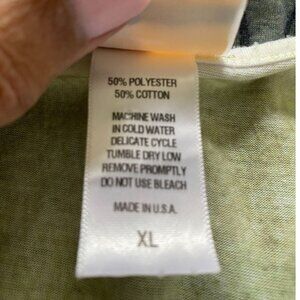 50% POLYESTER
50% COTTON
MACHINE WASH
IN COLD WATER
DELICATE CYCLE
TUMBLE DRY LOW
REMOVE PROMPTLY
DO NOT USE BLEACH
MADE IN U.S.A.
XL